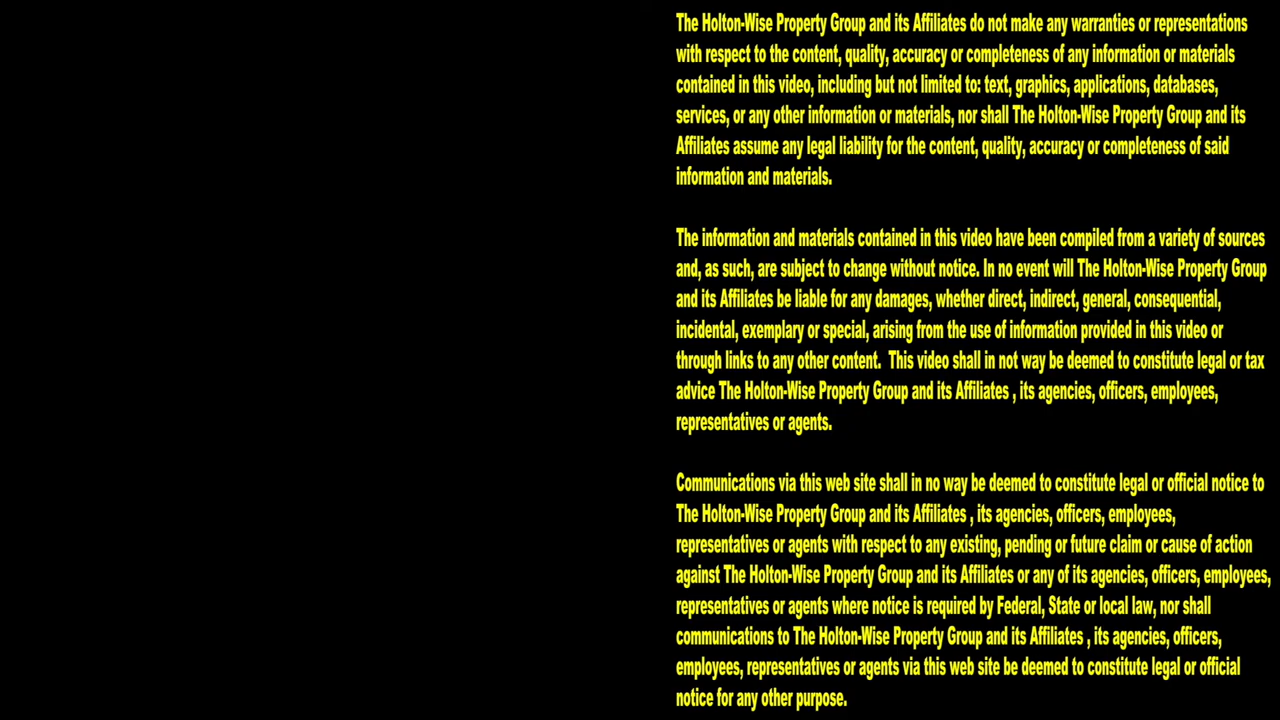 The Holton-Wise Property Group and its Affiliates do not make any warranties or representations
with respect to the content, quality, accuracy or completeness of any information or materials
contained in this video, including but not limited to: text, graphics, applications, databases,
services, or any other information or materials, nor shall The Holton-Wise Property Group and its
Affiliates assume any legal liability for the content, quality, accuracy or completeness of said
information and materials.
The information and materials contained in this video have been compiled from a variety of sources
and, as such, are subject to change without notice. In no event will The Holton-Wise Property Group
and its Affiliates be liable for any damages, whether direct, indirect, general, consequential,
incidental, exemplary or special, arising from the use of information provided in this video or
through links to any other content.  This video shall in not way be deemed to constitute legal or tax
advice The Holton-Wise Property Group and its Affiliates , its agencies, officers, employees,
representatives or agents.
Communications via this web site shall in no way be deemed to constitute legal or official notice to
The Holton-Wise Property Group and its Affiliates , its agencies, officers, employees,
representatives or agents with respect to any existing, pending or future claim or cause of action
against The Holton-Wise Property Group and its Affiliates or any of its agencies, officers, employees,
representatives or agents where notice is required by Federal, State or local law, nor shall
communications to The Holton-Wise Property Group and its Affiliates , its agencies, officers,
employees, representatives or agents via this web site be deemed to constitute legal or official
notice for any other purpose.